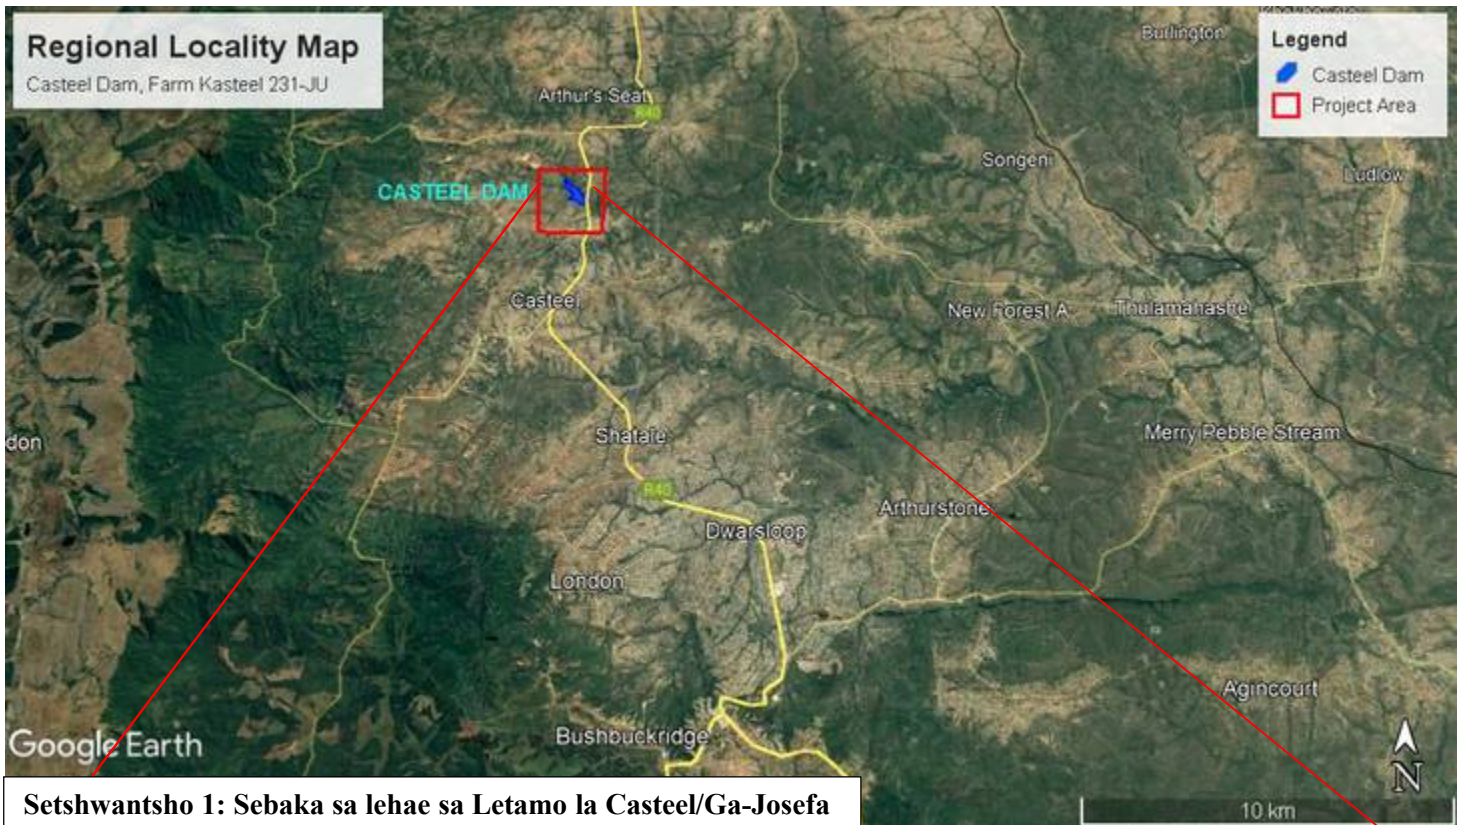 Regional Locality Map
Casteel Dam, Farm Kasteel 231-JU
Legend
Casteel Dam
Project Area
Burlington
Arthur's Seat
R40
Songeni
Ludlow
CASTEEL DAM
Casteel
New Forest A
Thulamahashe
don
Shatale
Merry Pebble Stream
R40
Arthurstone
Dwarsloop
London
Agincourt
Bushbuckridge
Google Earth
N
10 km
Setshwantsho 1: Sebaka sa lehae sa Letamo la Casteel/Ga-Josefa